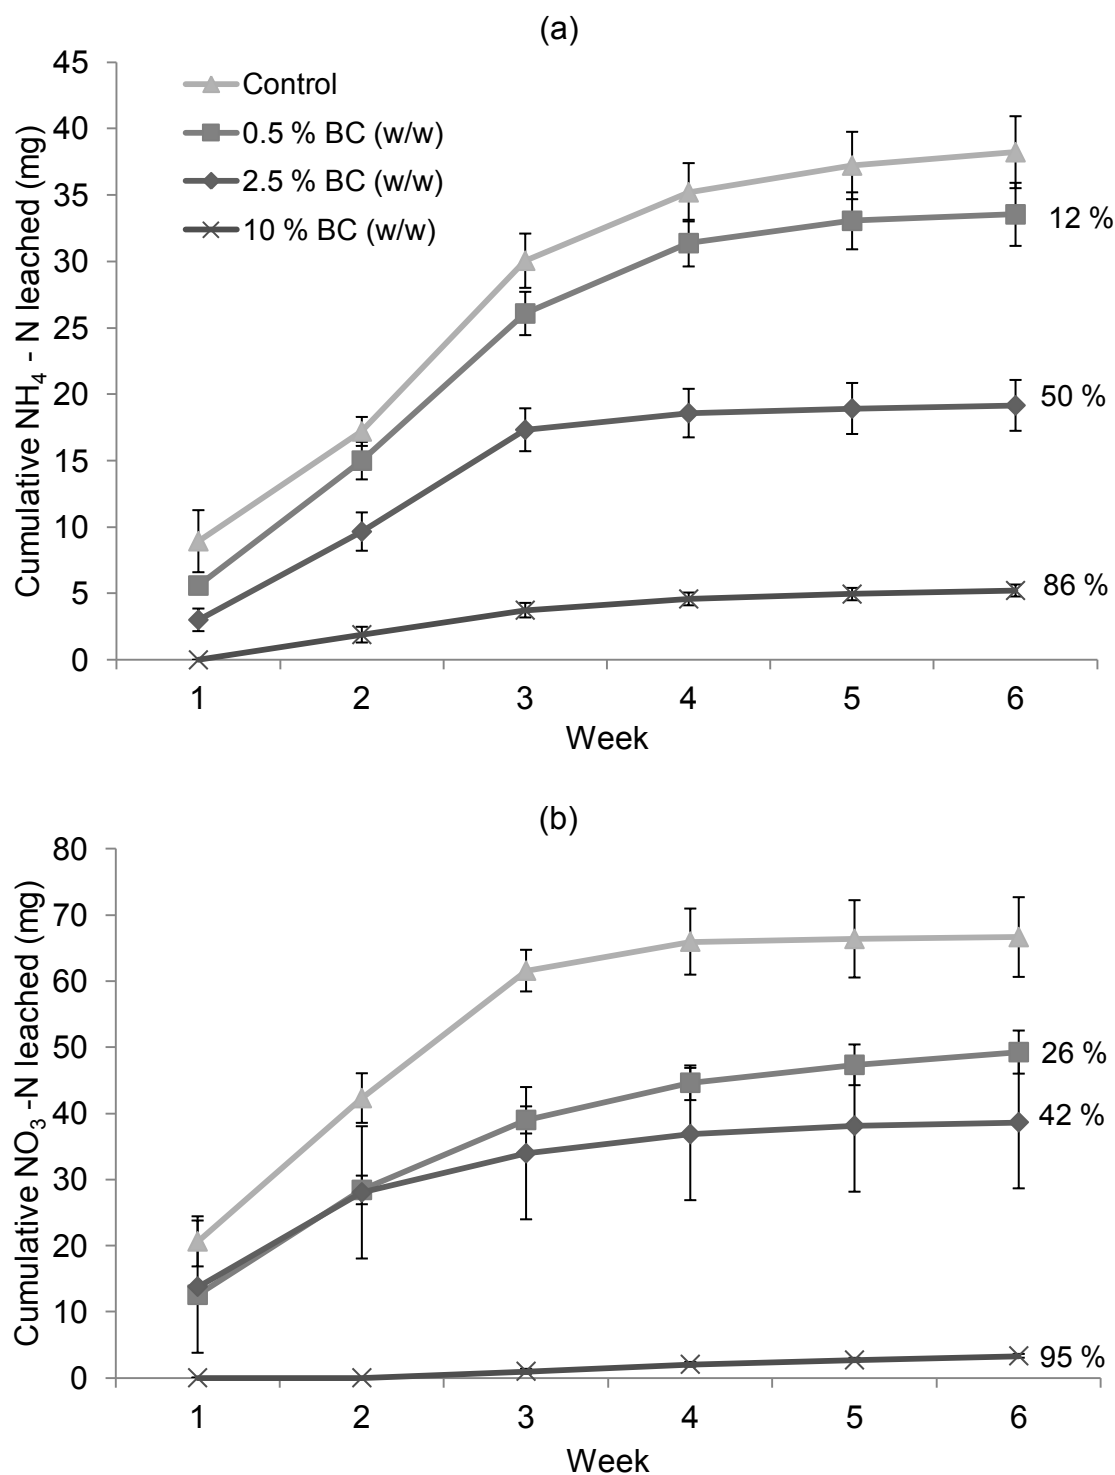 (a)
Cumulative NH4 - N leached (mg)
45
40
35
30
25
20
15
10
5
0
Control
0.5 % BC (w/w)
2.5 % BC (w/w)
10 % BC (w/w)
12 %
50 %
86 %
1 2 3 4 5 6
Week
(b)
Cumulative NO3 -N leached (mg)
80
70
60
50
40
30
20
10
0
26 %
42 %
95 %
1 2 3 4 5 6
Week